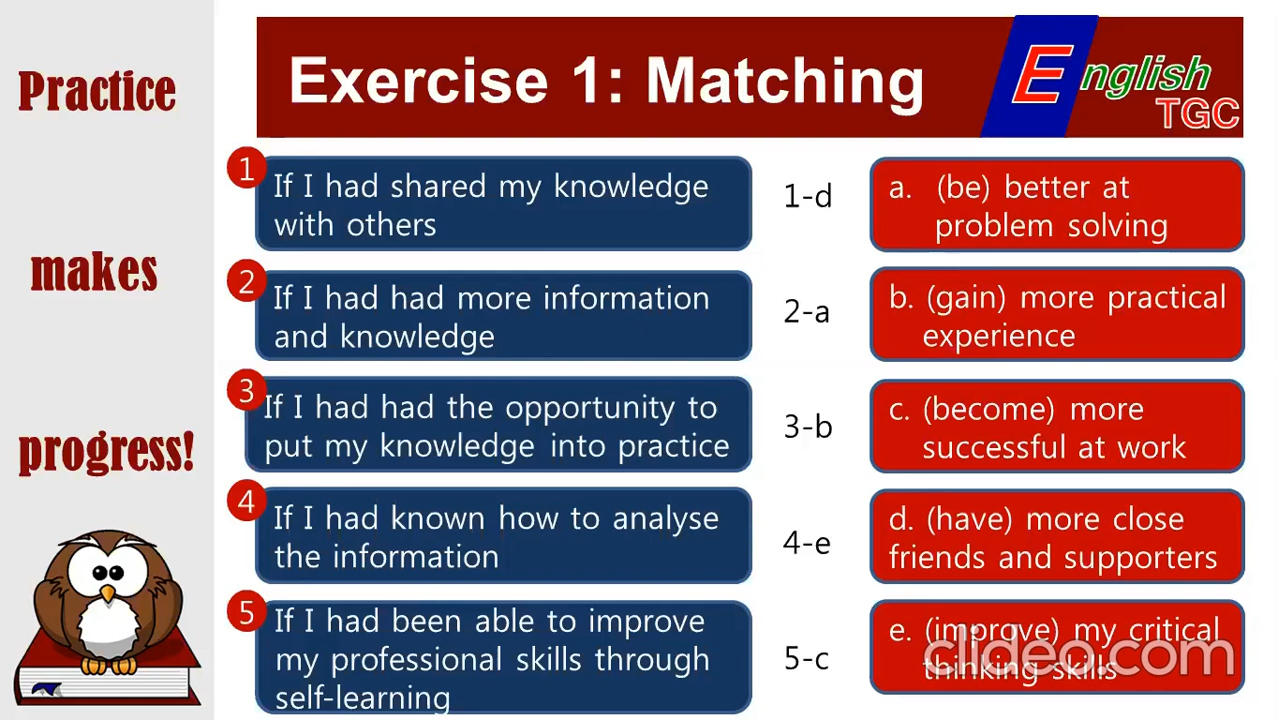 Practice
makes
progress!
Exercise 1: Matching
English
TGC
1
If I had shared my knowledge
with others
1-d
a. (be) better at
problem solving
2
If I had had more information
and knowledge
2-a
b. (gain) more practical
experience
3
If I had had the opportunity to
put my knowledge into practice
3-b
c. (become) more
successful at work
4
If I had known how to analyse
the information
4-e
d. (have) more close
friends and supporters
5
If I had been able to improve
my professional skills through
self-learning
5-c
e. (improve) my critical
thinking skills
clideo.com